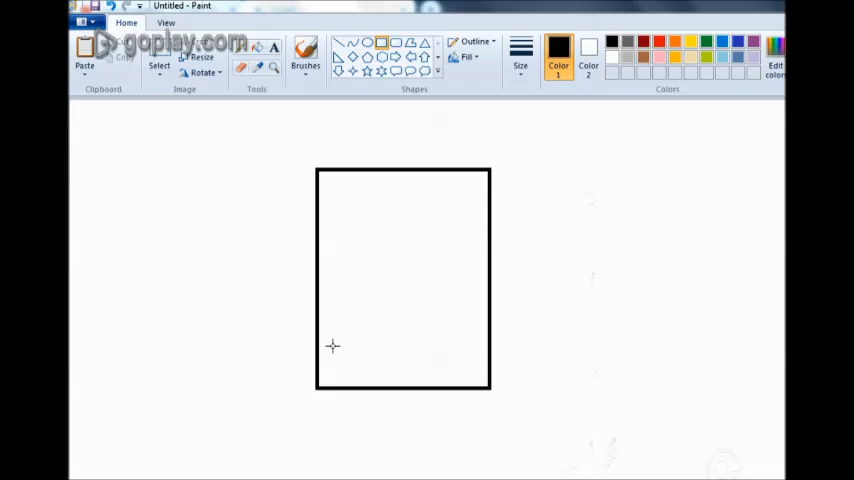 Untitled - Paint
Home View
goplay.com
Paste
Copy
Select
Resize
Rotate
Brushes
Outline
Fill
Size
Color 1
Color 2
Edit colors
Clipboard
Image
Tools
Shapes
Colors